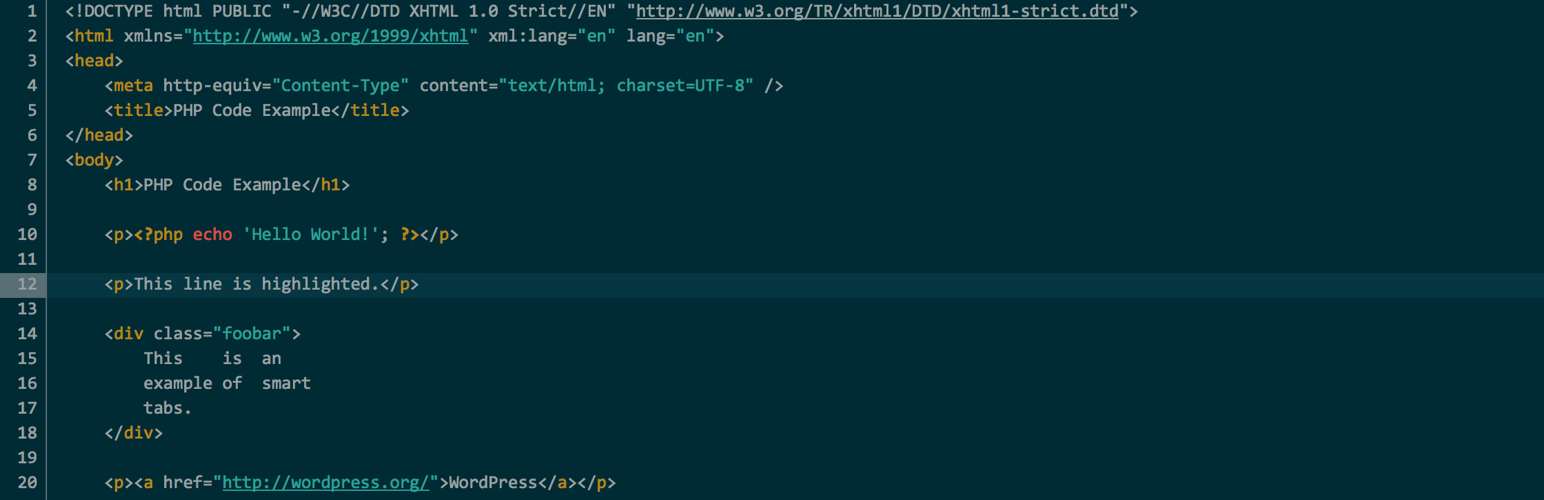 1 <!DOCTYPE html PUBLIC "-//W3C//DTD XHTML 1.0 Strict//EN" "http://www.w3.org/TR/xhtml1/DTD/xhtml1-strict.dtd">
2 <html xmlns="http://www.w3.org/1999/xhtml" xml:lang="en" lang="en">
3 <head>
4     <meta http-equiv="Content-Type" content="text/html; charset=UTF-8" />
5     <title>PHP Code Example</title>
6 </head>
7 <body>
8     <h1>PHP Code Example</h1>
9
10     <p><?php echo 'Hello World!'; ?></p>
11
12     <p>This line is highlighted.</p>
13
14     <div class="foobar">
15         This    is  an
16         example of  smart
17         tabs.
18     </div>
19
20     <p><a href="http://wordpress.org/">WordPress</a></p>